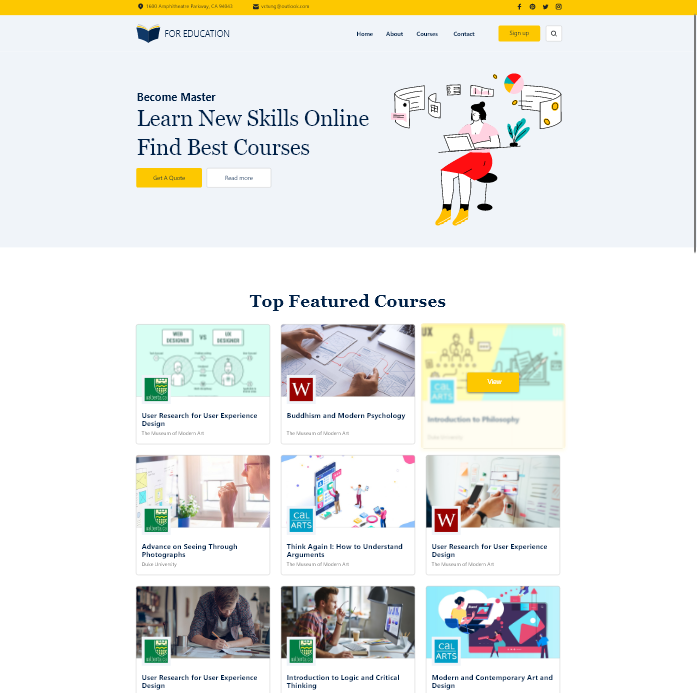 1600 Amphitheatre Parkway, CA 94043
FOR EDUCATION
Home
About
Courses
Contact
Sign up
Become Master
Learn New Skills Online
Find Best Courses
Get A Quote
Read more
Top Featured Courses
WEB DESIGNER
VS
UX DESIGNER
User Research for User Experience
Design
The Museum of Modern Art
W
Buddhism and Modern Psychology
The Museum of Modern Art
UX
CAL
ARTS
View
Introduction to Philosophy
Duke University
Advance on Seeing Through
Photographs
Duke University
CAL
ARTS
Think Again I: How to Understand
Arguments
The Museum of Modern Art
W
User Research for User Experience
Design
The Museum of Modern Art
User Research for User Experience
Design
Introduction to Logic and Critical
Thinking
CAL
ARTS
Modern and Contemporary Art and
Design